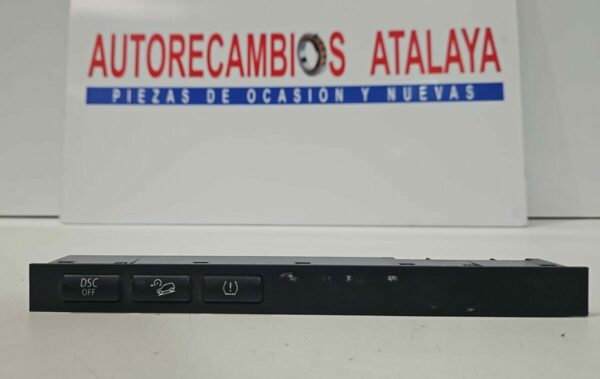 AUTORECAMBIOS ATALAYA
PIEZAS DE OCASION Y NUEVAS
DSC
OFF
(!)